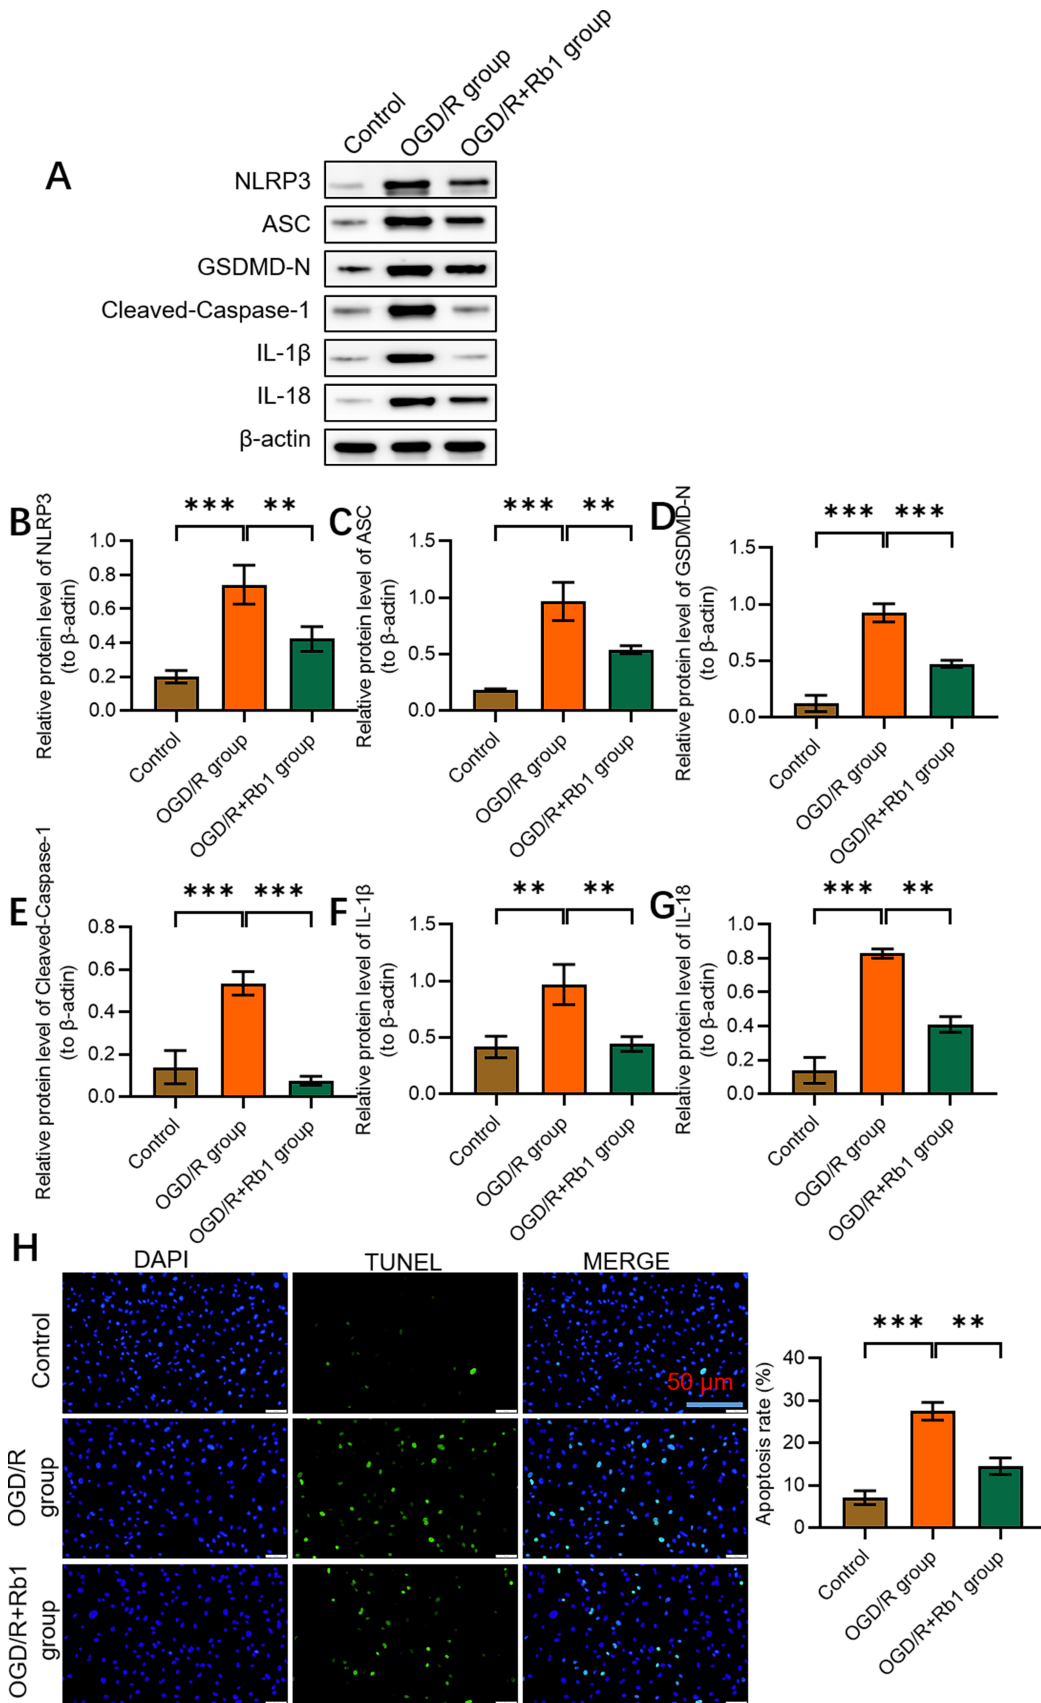 Control
OGD/R group
OGD/R+Rb1 group
A
NLRP3
ASC
GSDMD-N
Cleaved-Caspase-1
IL-1β
IL-18
β-actin
B
Relative protein level of NLRP3
(to β-actin)
*** **
1.0
0.8
0.6
0.4
0.2
0.0
Control
OGD/R group
OGD/R+Rb1 group
C
Relative protein level of ASC
(to β-actin)
*** **
1.5
1.0
0.5
0.0
Control
OGD/R group
OGD/R+Rb1 group
D
Relative protein level of GSDMD-N
(to β-actin)
*** ***
1.5
1.0
0.5
0.0
Control
OGD/R group
OGD/R+Rb1 group
E
Relative protein level of Cleaved-Caspase-1
(to β-actin)
*** ***
0.8
0.6
0.4
0.2
0.0
Control
OGD/R group
OGD/R+Rb1 group
F
Relative protein level of IL-1β
(to β-actin)
** **
1.5
1.0
0.5
0.0
Control
OGD/R group
OGD/R+Rb1 group
G
Relative protein level of IL-18
(to β-actin)
*** **
1.0
0.8
0.6
0.4
0.2
0.0
Control
OGD/R group
OGD/R+Rb1 group
H
DAPI TUNEL MERGE
Control
50 μm
OGD/R
group
OGD/R+Rb1
group
Apoptosis rate (%)
*** **
40
30
20
10
0
Control
OGD/R group
OGD/R+Rb1 group